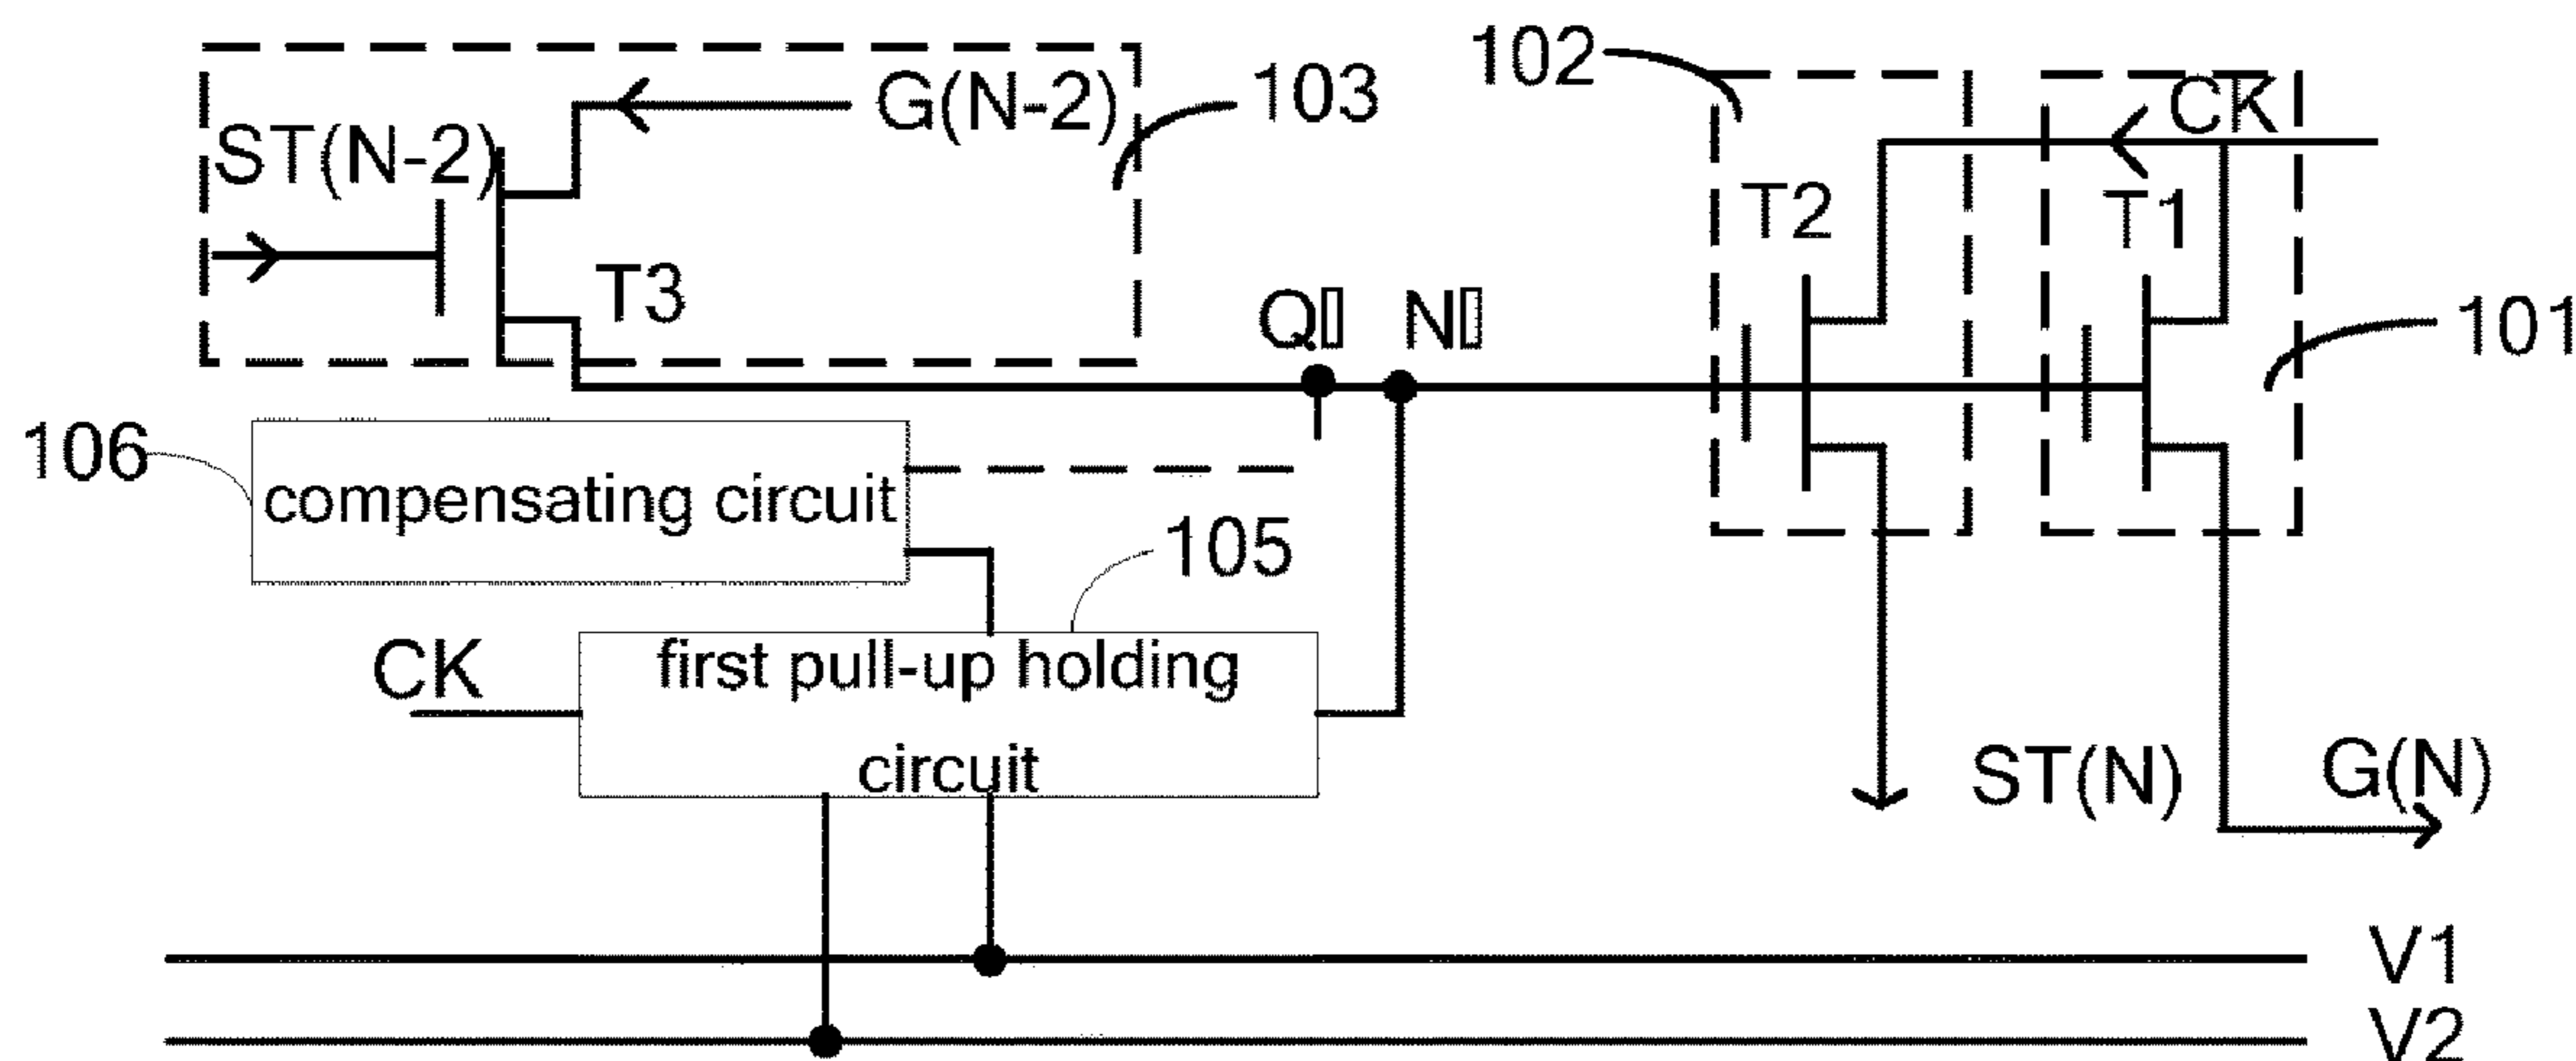 102
G(N-2)
103
CK
ST(N-2)
T2
T1
T3
Q▯ N▯
101
106
compensating circuit
105
CK
first pull-up holding
circuit
ST(N)
G(N)
V1
V2